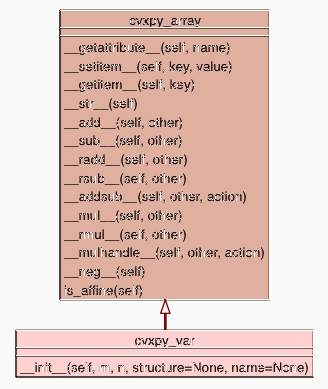 cvxpy_array
__getattribute__(self, name)
__setitem__(self, key, value)
__getitem__(self, key)
__str__(self)
__add__(self, other)
__sub__(self, other)
__radd__(self, other)
__rsub__(self, other)
__addsub__(self, other, action)
__mul__(self, other)
__rmul__(self, other)
__mulhandle__(self, other, action)
__neg__(self)
is_affine(self)
cvxpy_var
__init__(self, m, n, structure=None, name=None)